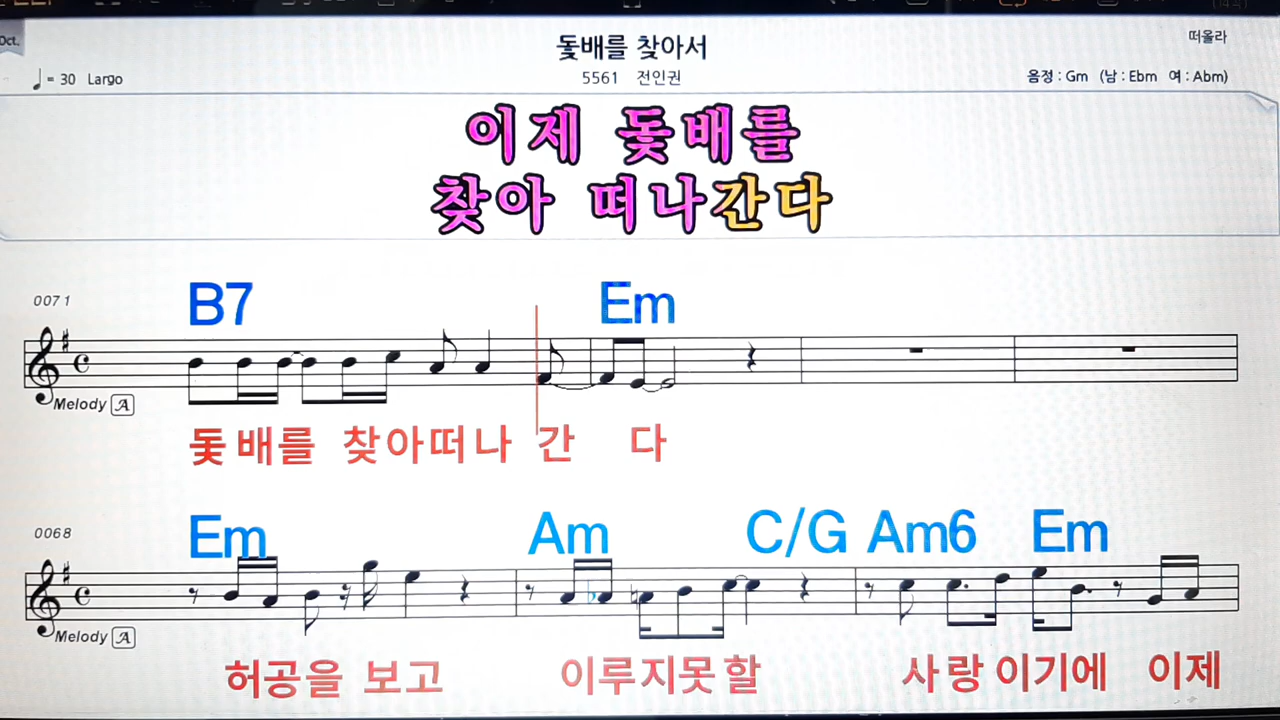 Oct.
돛배를 찾아서
떠올라
♩ = 30 Largo
5561 전인권
음정 : Gm (남 : Ebm 여 : Abm)
이제 돛배를
찾아 떠나간다
0071
B7 Em
Melody A
돛배를 찾아떠나 간 다
0068
Em Am C/G Am6 Em
Melody A
허공을 보고 이루지못할 사랑이기에 이제